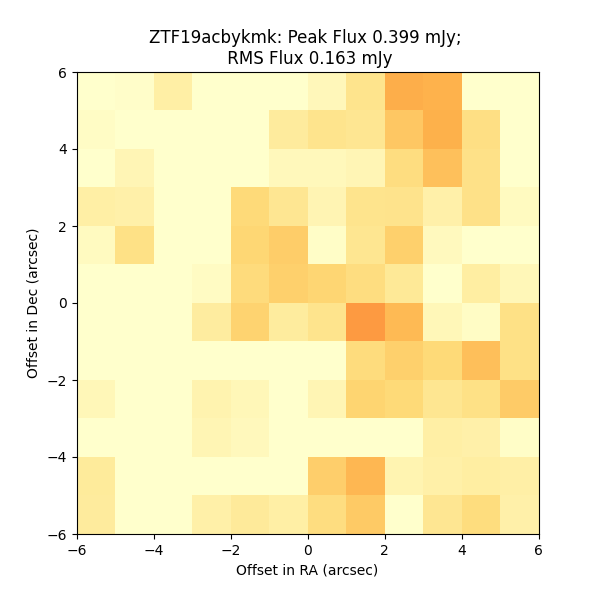 ZTF19acbykmk: Peak Flux 0.399 mJy;
RMS Flux 0.163 mJy
6
4
2
0
−2
−4
−6
Offset in Dec (arcsec)
−6 −4 −2 0 2 4 6
Offset in RA (arcsec)